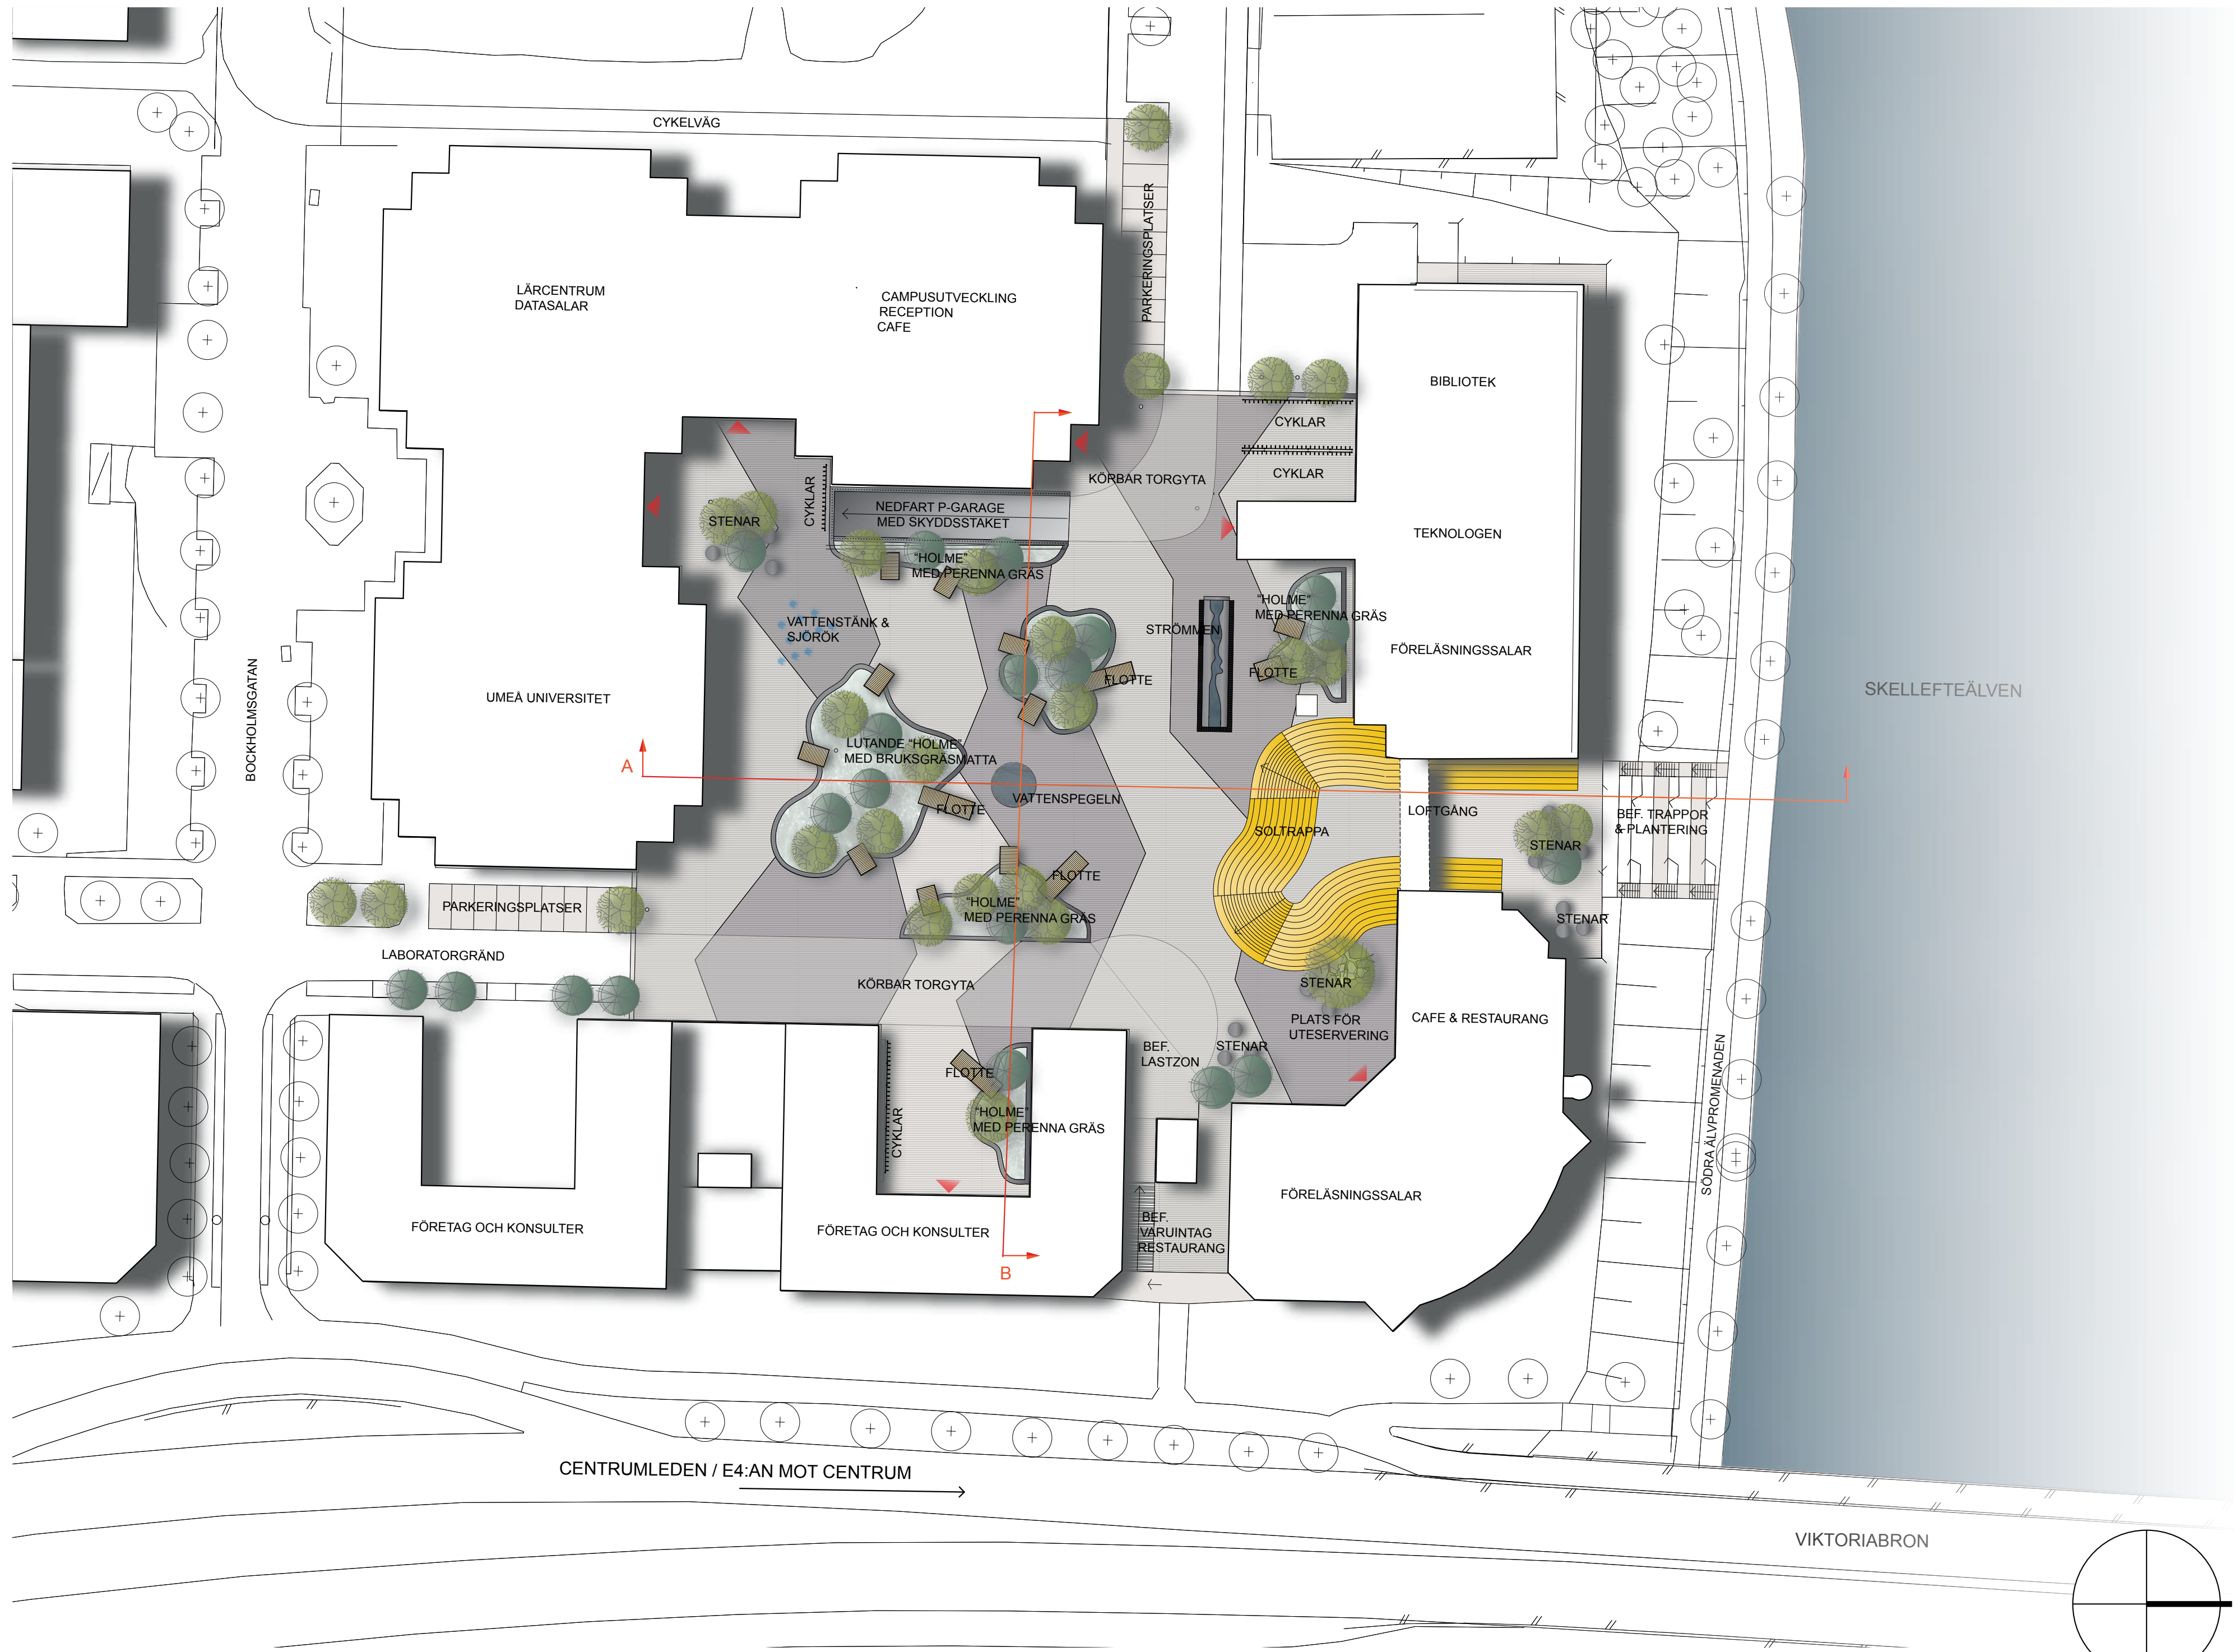 CYKELVÄG
PARKERINGSPLATSER
LÄRCENTRUM
DATASALAR
CAMPUSUTVECKLING
RECEPTION
CAFE
BIBLIOTEK
CYKLAR
CYKLAR
KÖRBAR TORGYTA
CYKLAR
NEDFART P-GARAGE
MED SKYDDSSTAKET
STENAR
TEKNOLOGEN
"HOLME"
MED PERENNA GRÄS
"HOLME"
MED PERENNA GRÄS
VATTENSTÄNK &
SJÖRÖK
STRÖMMEN
FÖRELÄSNINGSSALAR
FLOTTE
FLOTTE
BOCKHOLMSGATAN
UMEÅ UNIVERSITET
SKELLEFTEÄLVEN
LUTANDE "HOLME"
MED BRUKSGRÄSMATTA
A
FLOTTE
VATTENSPEGELN
SOLTRAPPA
LOFTGÅNG
BEF. TRAPPOR
& PLANTERING
STENAR
FLOTTE
PARKERINGSPLATSER
"HOLME"
MED PERENNA GRÄS
STENAR
LABORATORGRÄND
KÖRBAR TORGYTA
STENAR
PLATS FÖR
UTESERVERING
CAFE & RESTAURANG
BEF.
LASTZON
STENAR
SÖDRA ÄLVPROMENADEN
FLOTTE
CYKLAR
"HOLME"
MED PERENNA GRÄS
FÖRELÄSNINGSSALAR
FÖRETAG OCH KONSULTER
FÖRETAG OCH KONSULTER
BEF.
VARUINTAG
RESTAURANG
B
CENTRUMLEDEN / E4:AN MOT CENTRUM
VIKTORIABRON